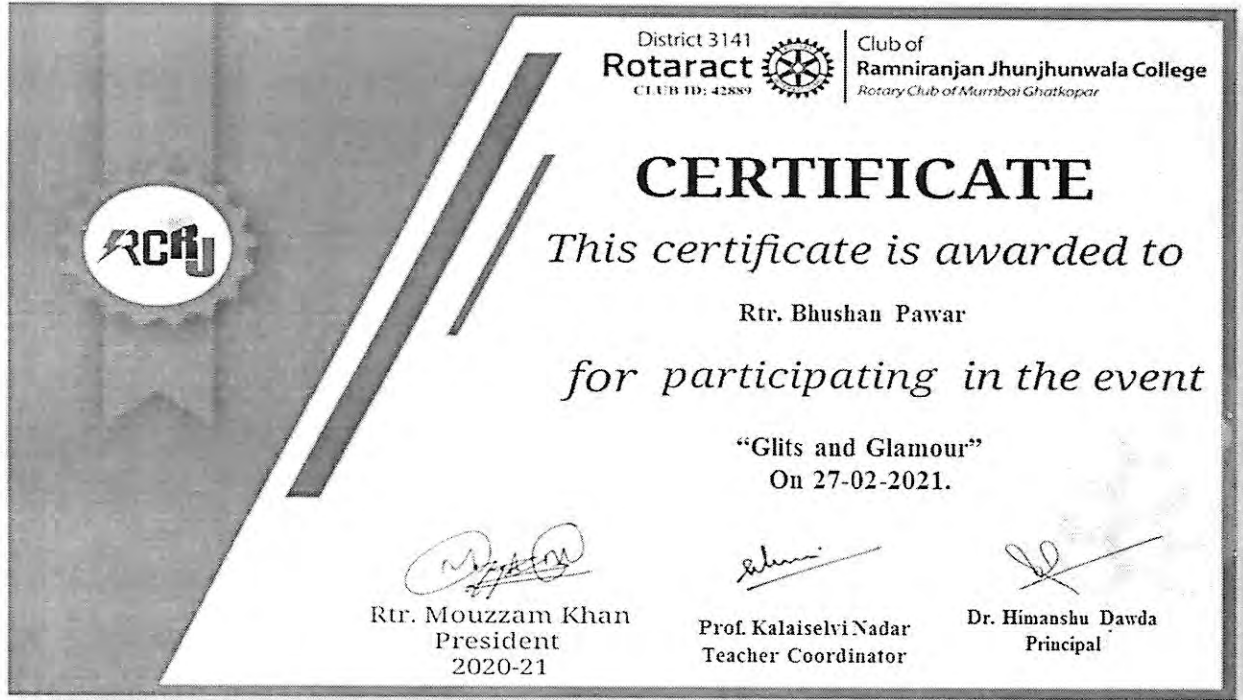 District 3141
Rotaract
CLUB ID: 42889
Club of
Ramniranjan Jhunjhunwala College
Rotary Club of Mumbai Ghatkopar
RCRJ
CERTIFICATE
This certificate is awarded to
Rtr. Bhushan Pawar
for participating in the event
“Glits and Glamour”
On 27-02-2021.
Rtr. Mouzzam Khan
President
2020-21
Prof. Kalaiselvi Nadar
Teacher Coordinator
Dr. Himanshu Dawda
Principal